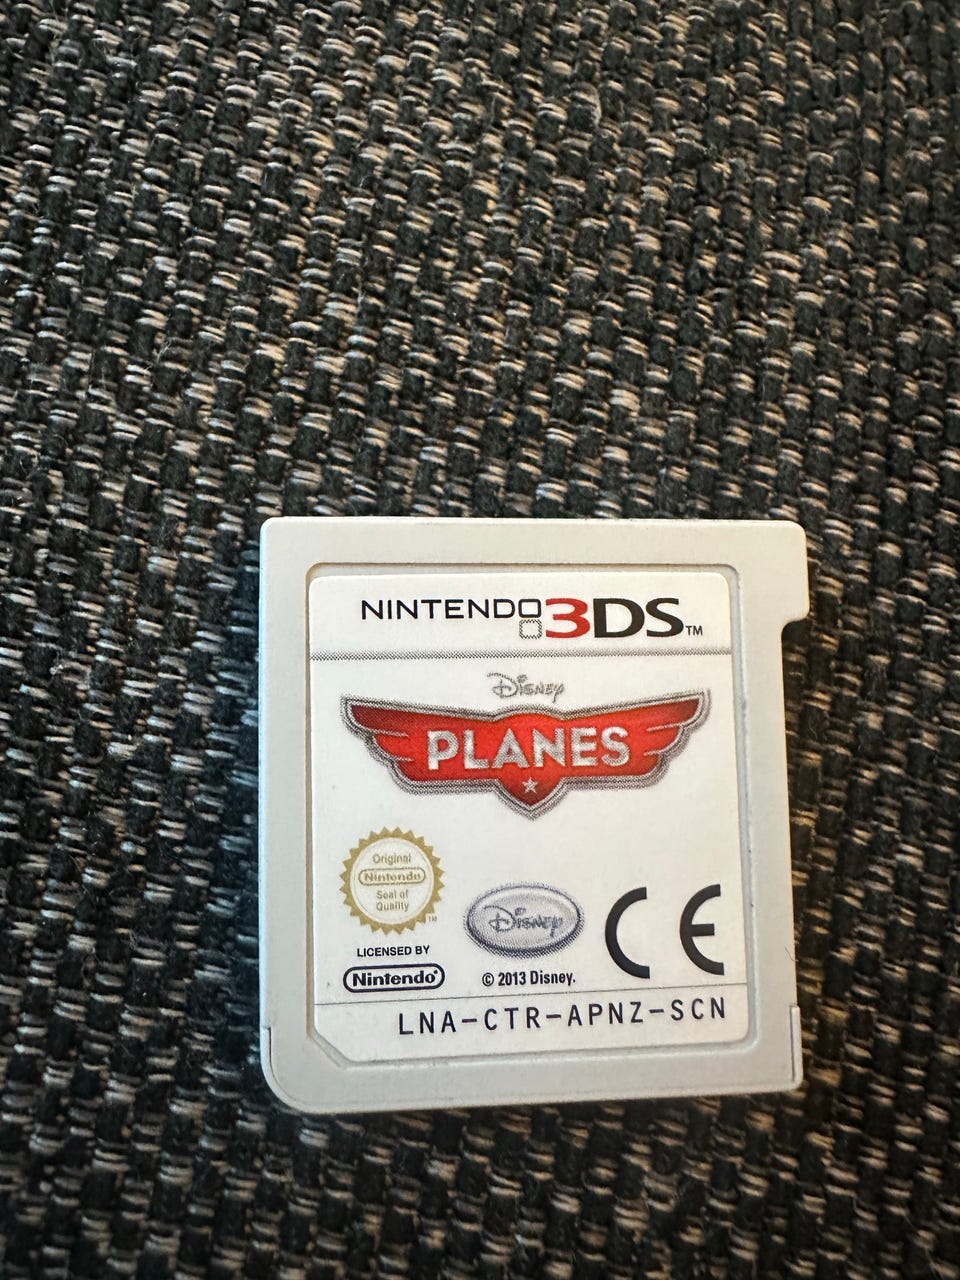 NINTENDO 3DS™
Disney
PLANES
Original
Nintendo
Seal of
Quality
TM
LICENSED BY
Nintendo®
Disney
© 2013 Disney.
CE
LNA-CTR-APNZ-SCN